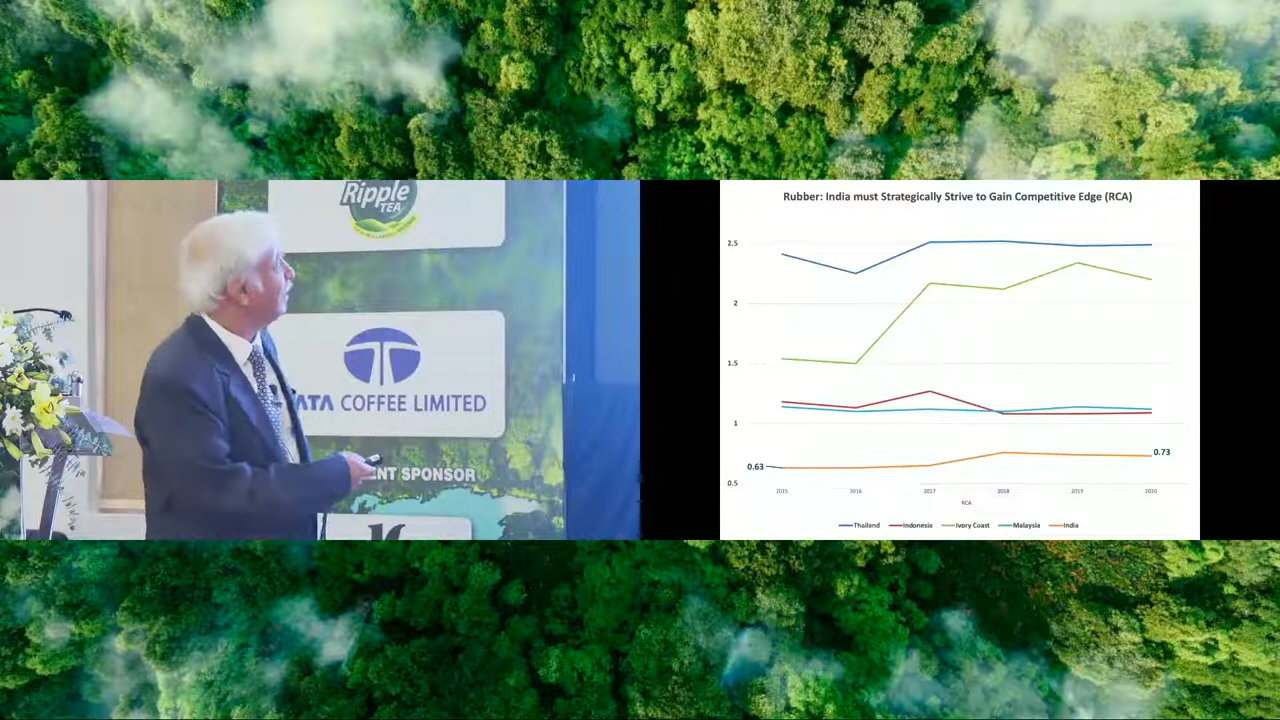 Ripple
TEA
TATA COFFEE LIMITED
ENT SPONSOR
Rubber: India must Strategically Strive to Gain Competitive Edge (RCA)
2.5
2
1.5
1
0.5
0.63
0.73
2015 2016 2017 2018 2019 2020
RCA
Thailand Indonesia Ivory Coast Malaysia India